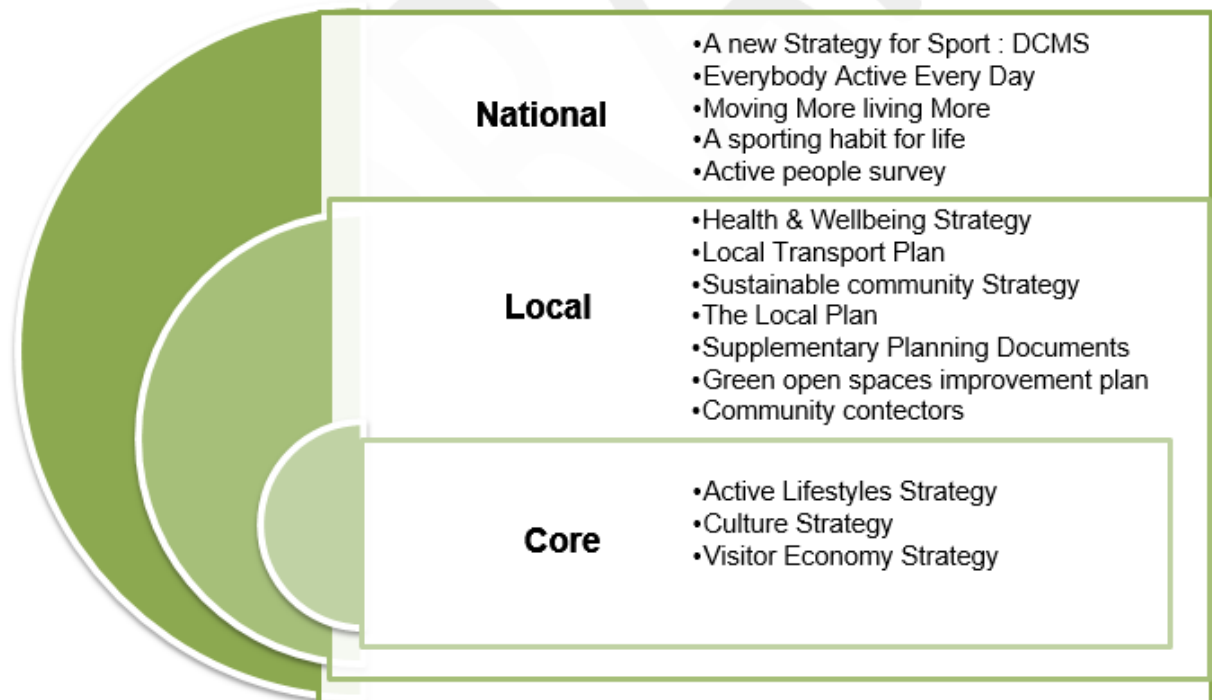 National
•A new Strategy for Sport : DCMS
•Everybody Active Every Day
•Moving More living More
•A sporting habit for life
•Active people survey
Local
•Health & Wellbeing Strategy
•Local Transport Plan
•Sustainable community Strategy
•The Local Plan
•Supplementary Planning Documents
•Green open spaces improvement plan
•Community contectors
Core
•Active Lifestyles Strategy
•Culture Strategy
•Visitor Economy Strategy